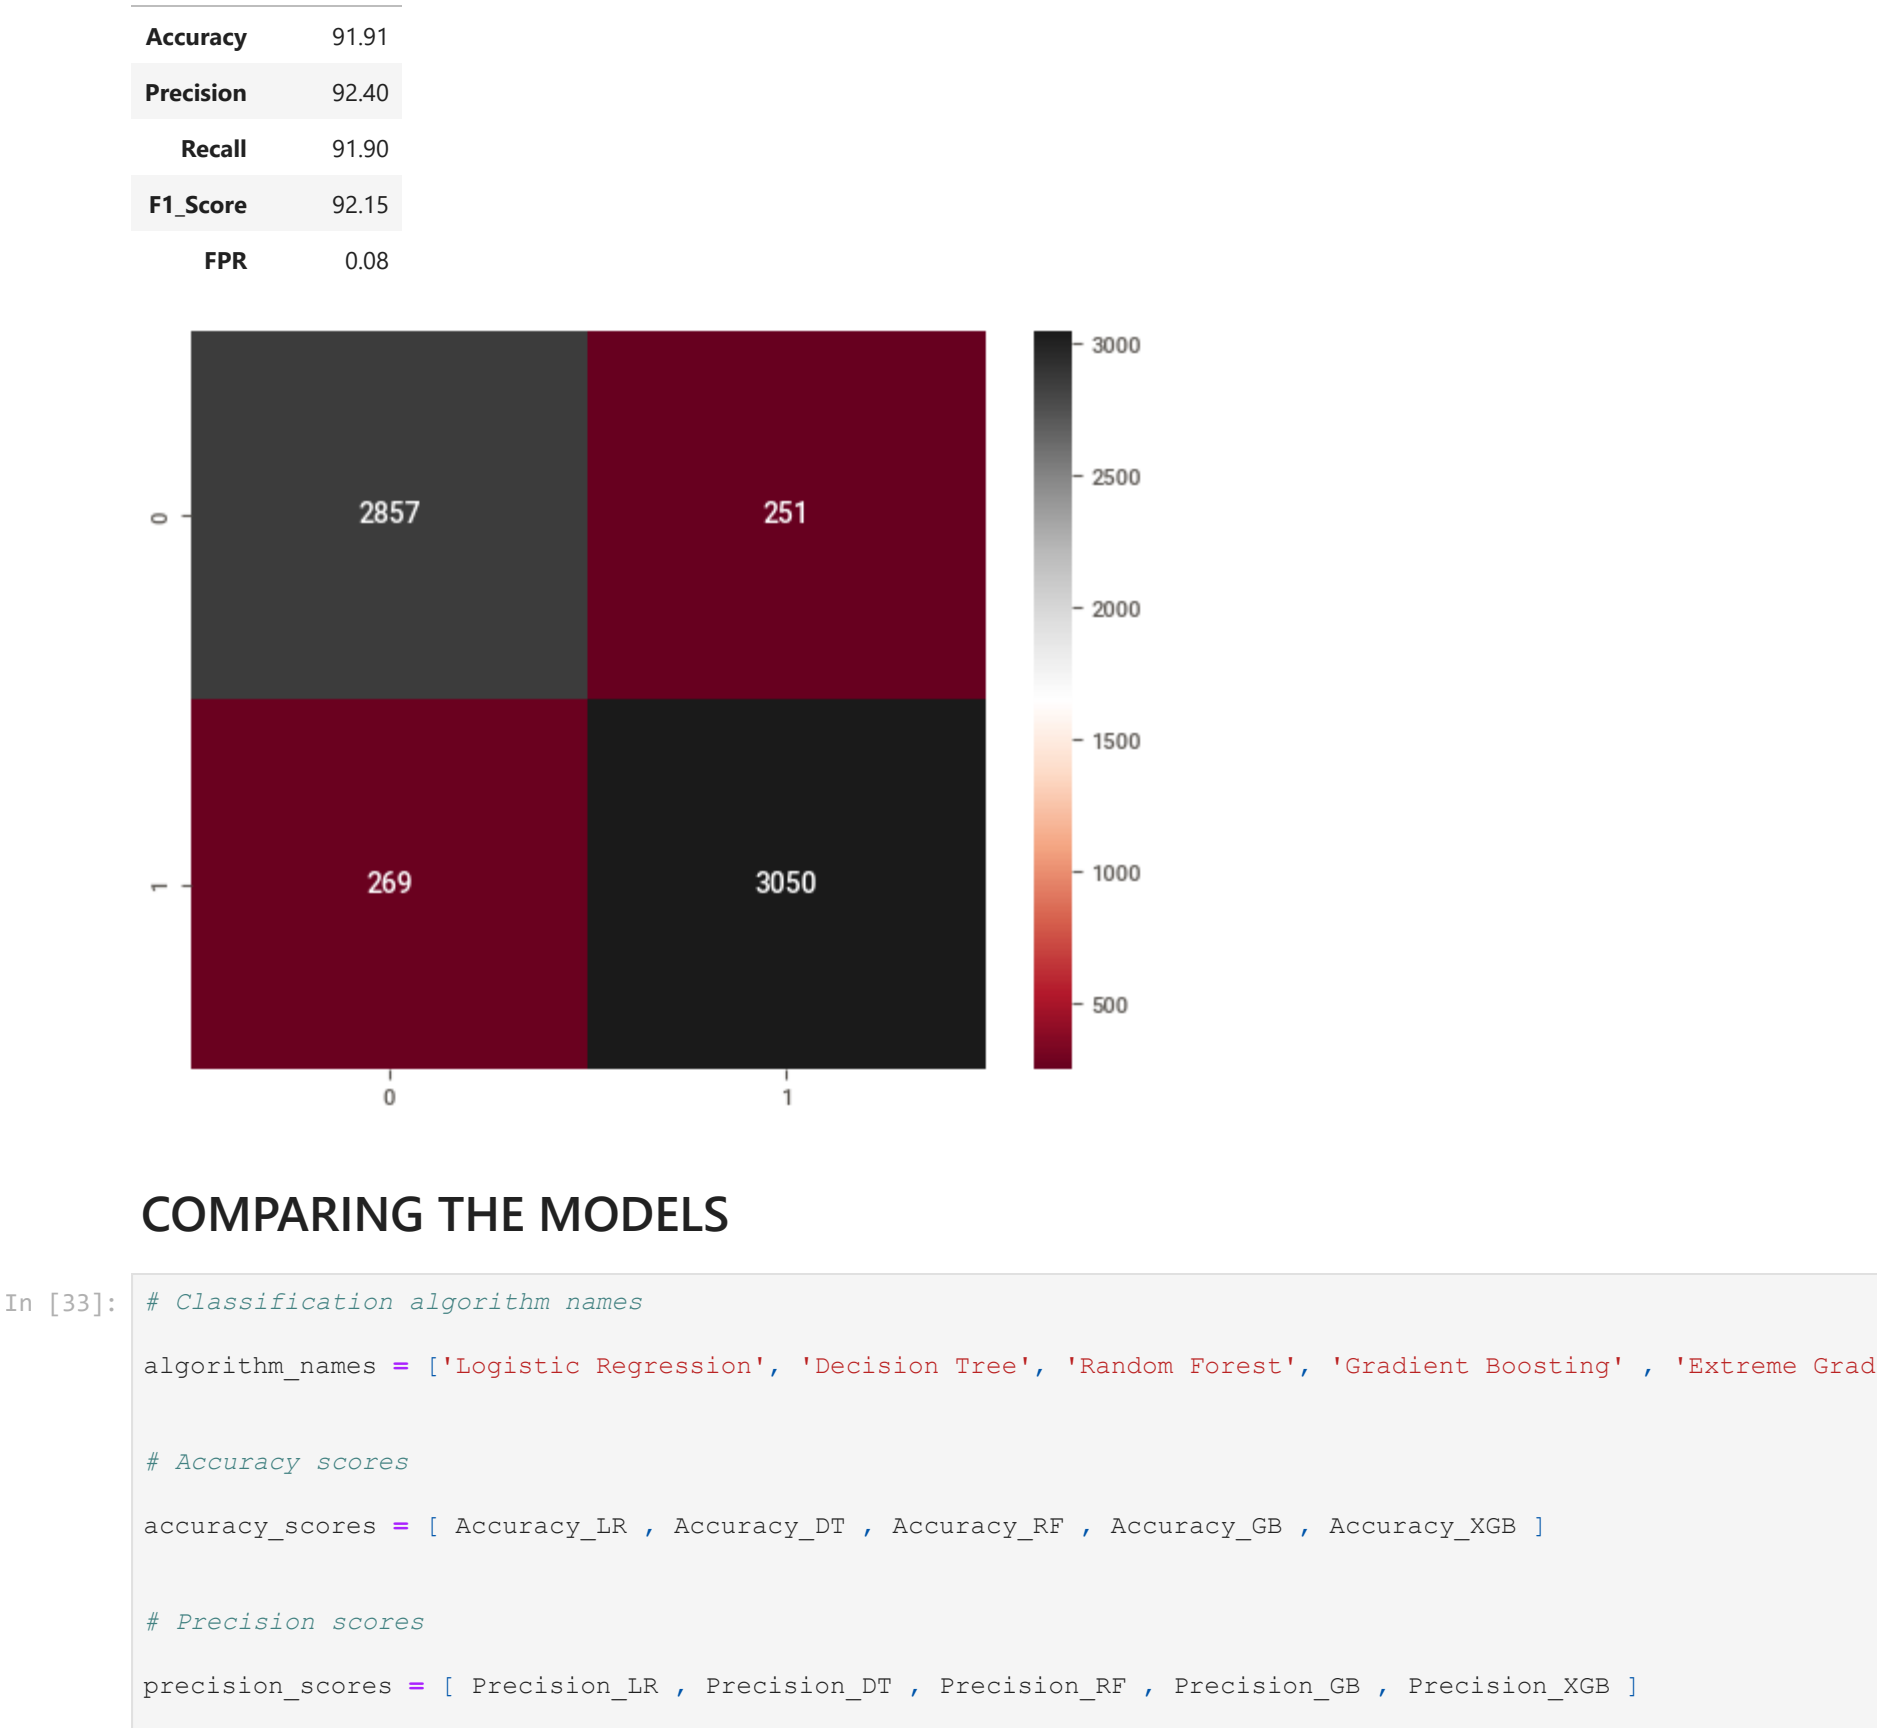 Accuracy 91.91
Precision 92.40
Recall 91.90
F1_Score 92.15
FPR 0.08
3000
2500
0 2857 251
2000
1500
1 269 3050
1000
500
0 1
COMPARING THE MODELS
In [33]: # Classification algorithm names
algorithm_names = ['Logistic Regression', 'Decision Tree', 'Random Forest', 'Gradient Boosting' , 'Extreme Grad
# Accuracy scores
accuracy_scores = [ Accuracy_LR , Accuracy_DT , Accuracy_RF , Accuracy_GB , Accuracy_XGB ]
# Precision scores
precision_scores = [ Precision_LR , Precision_DT , Precision_RF , Precision_GB , Precision_XGB ]